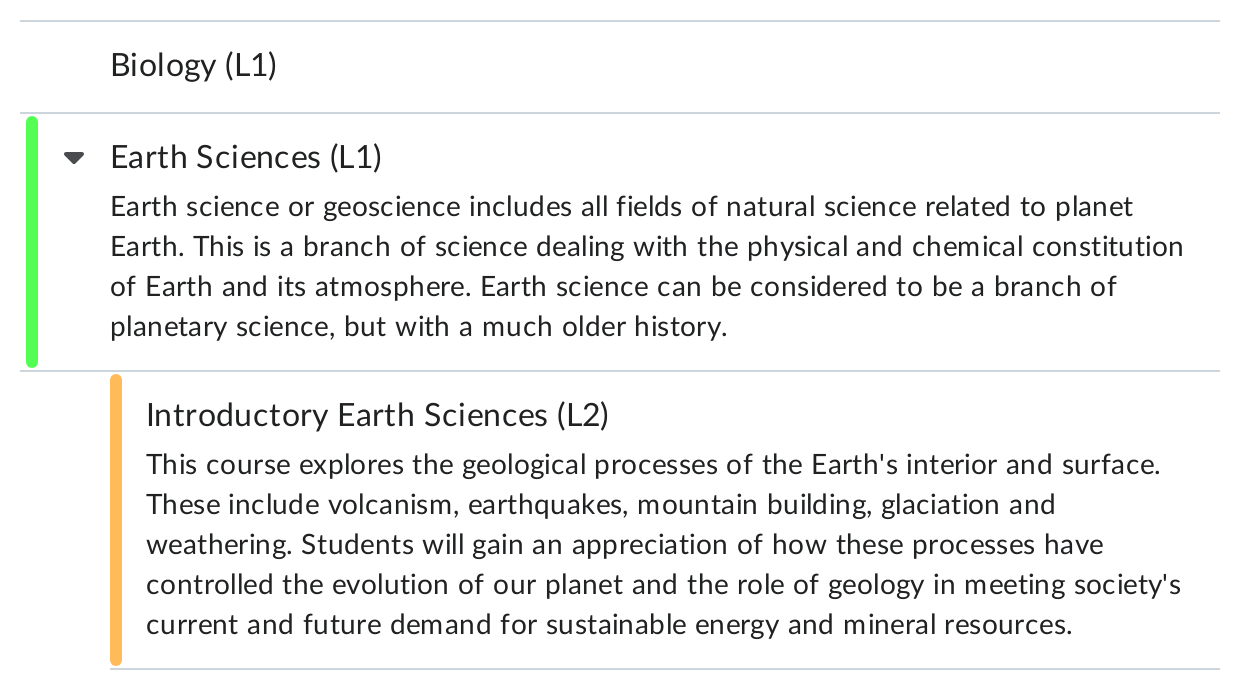 Biology (L1)
Earth Sciences (L1)
Earth science or geoscience includes all fields of natural science related to planet
Earth. This is a branch of science dealing with the physical and chemical constitution
of Earth and its atmosphere. Earth science can be considered to be a branch of
planetary science, but with a much older history.
Introductory Earth Sciences (L2)
This course explores the geological processes of the Earth's interior and surface.
These include volcanism, earthquakes, mountain building, glaciation and
weathering. Students will gain an appreciation of how these processes have
controlled the evolution of our planet and the role of geology in meeting society's
current and future demand for sustainable energy and mineral resources.